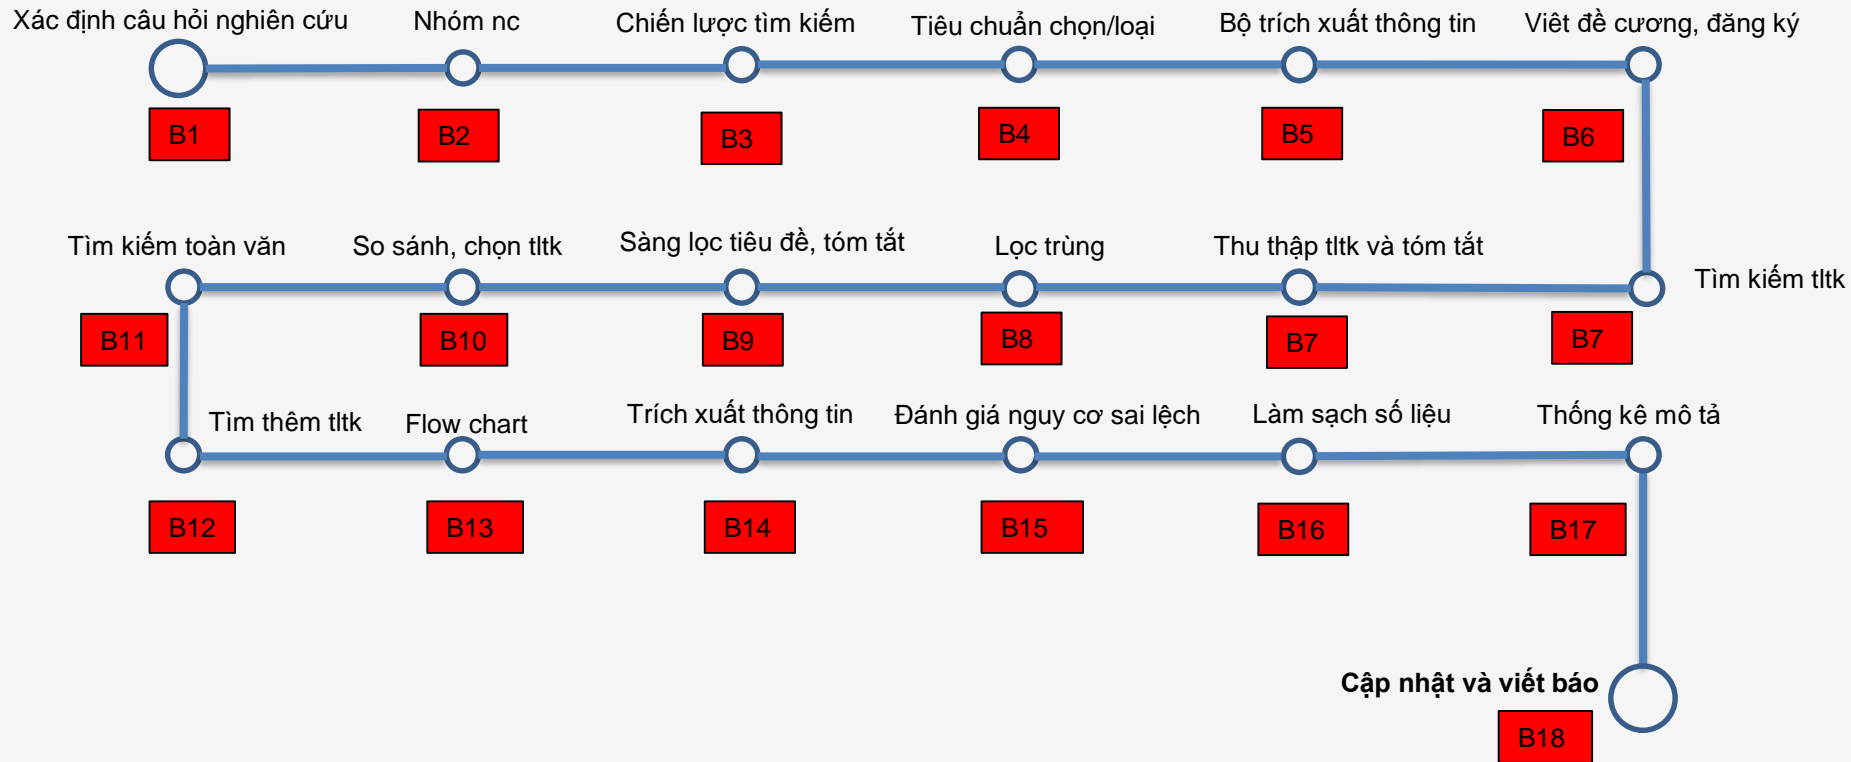 Xác định câu hỏi nghiên cứu
Nhóm nc
Chiến lược tìm kiếm
Tiêu chuẩn chọn/loại
Bộ trích xuất thông tin
Viêt đề cương, đăng ký
B1
B2
B3
B4
B5
B6
Tìm kiếm toàn văn
So sánh, chọn tltk
Sàng lọc tiêu đề, tóm tắt
Lọc trùng
Thu thập tltk và tóm tắt
Tìm kiếm tltk
B11
B10
B9
B8
B7
B7
Tìm thêm tltk
Flow chart
Trích xuất thông tin
Đánh giá nguy cơ sai lệch
Làm sạch số liệu
Thống kê mô tả
B12
B13
B14
B15
B16
B17
Cập nhật và viết báo
B18